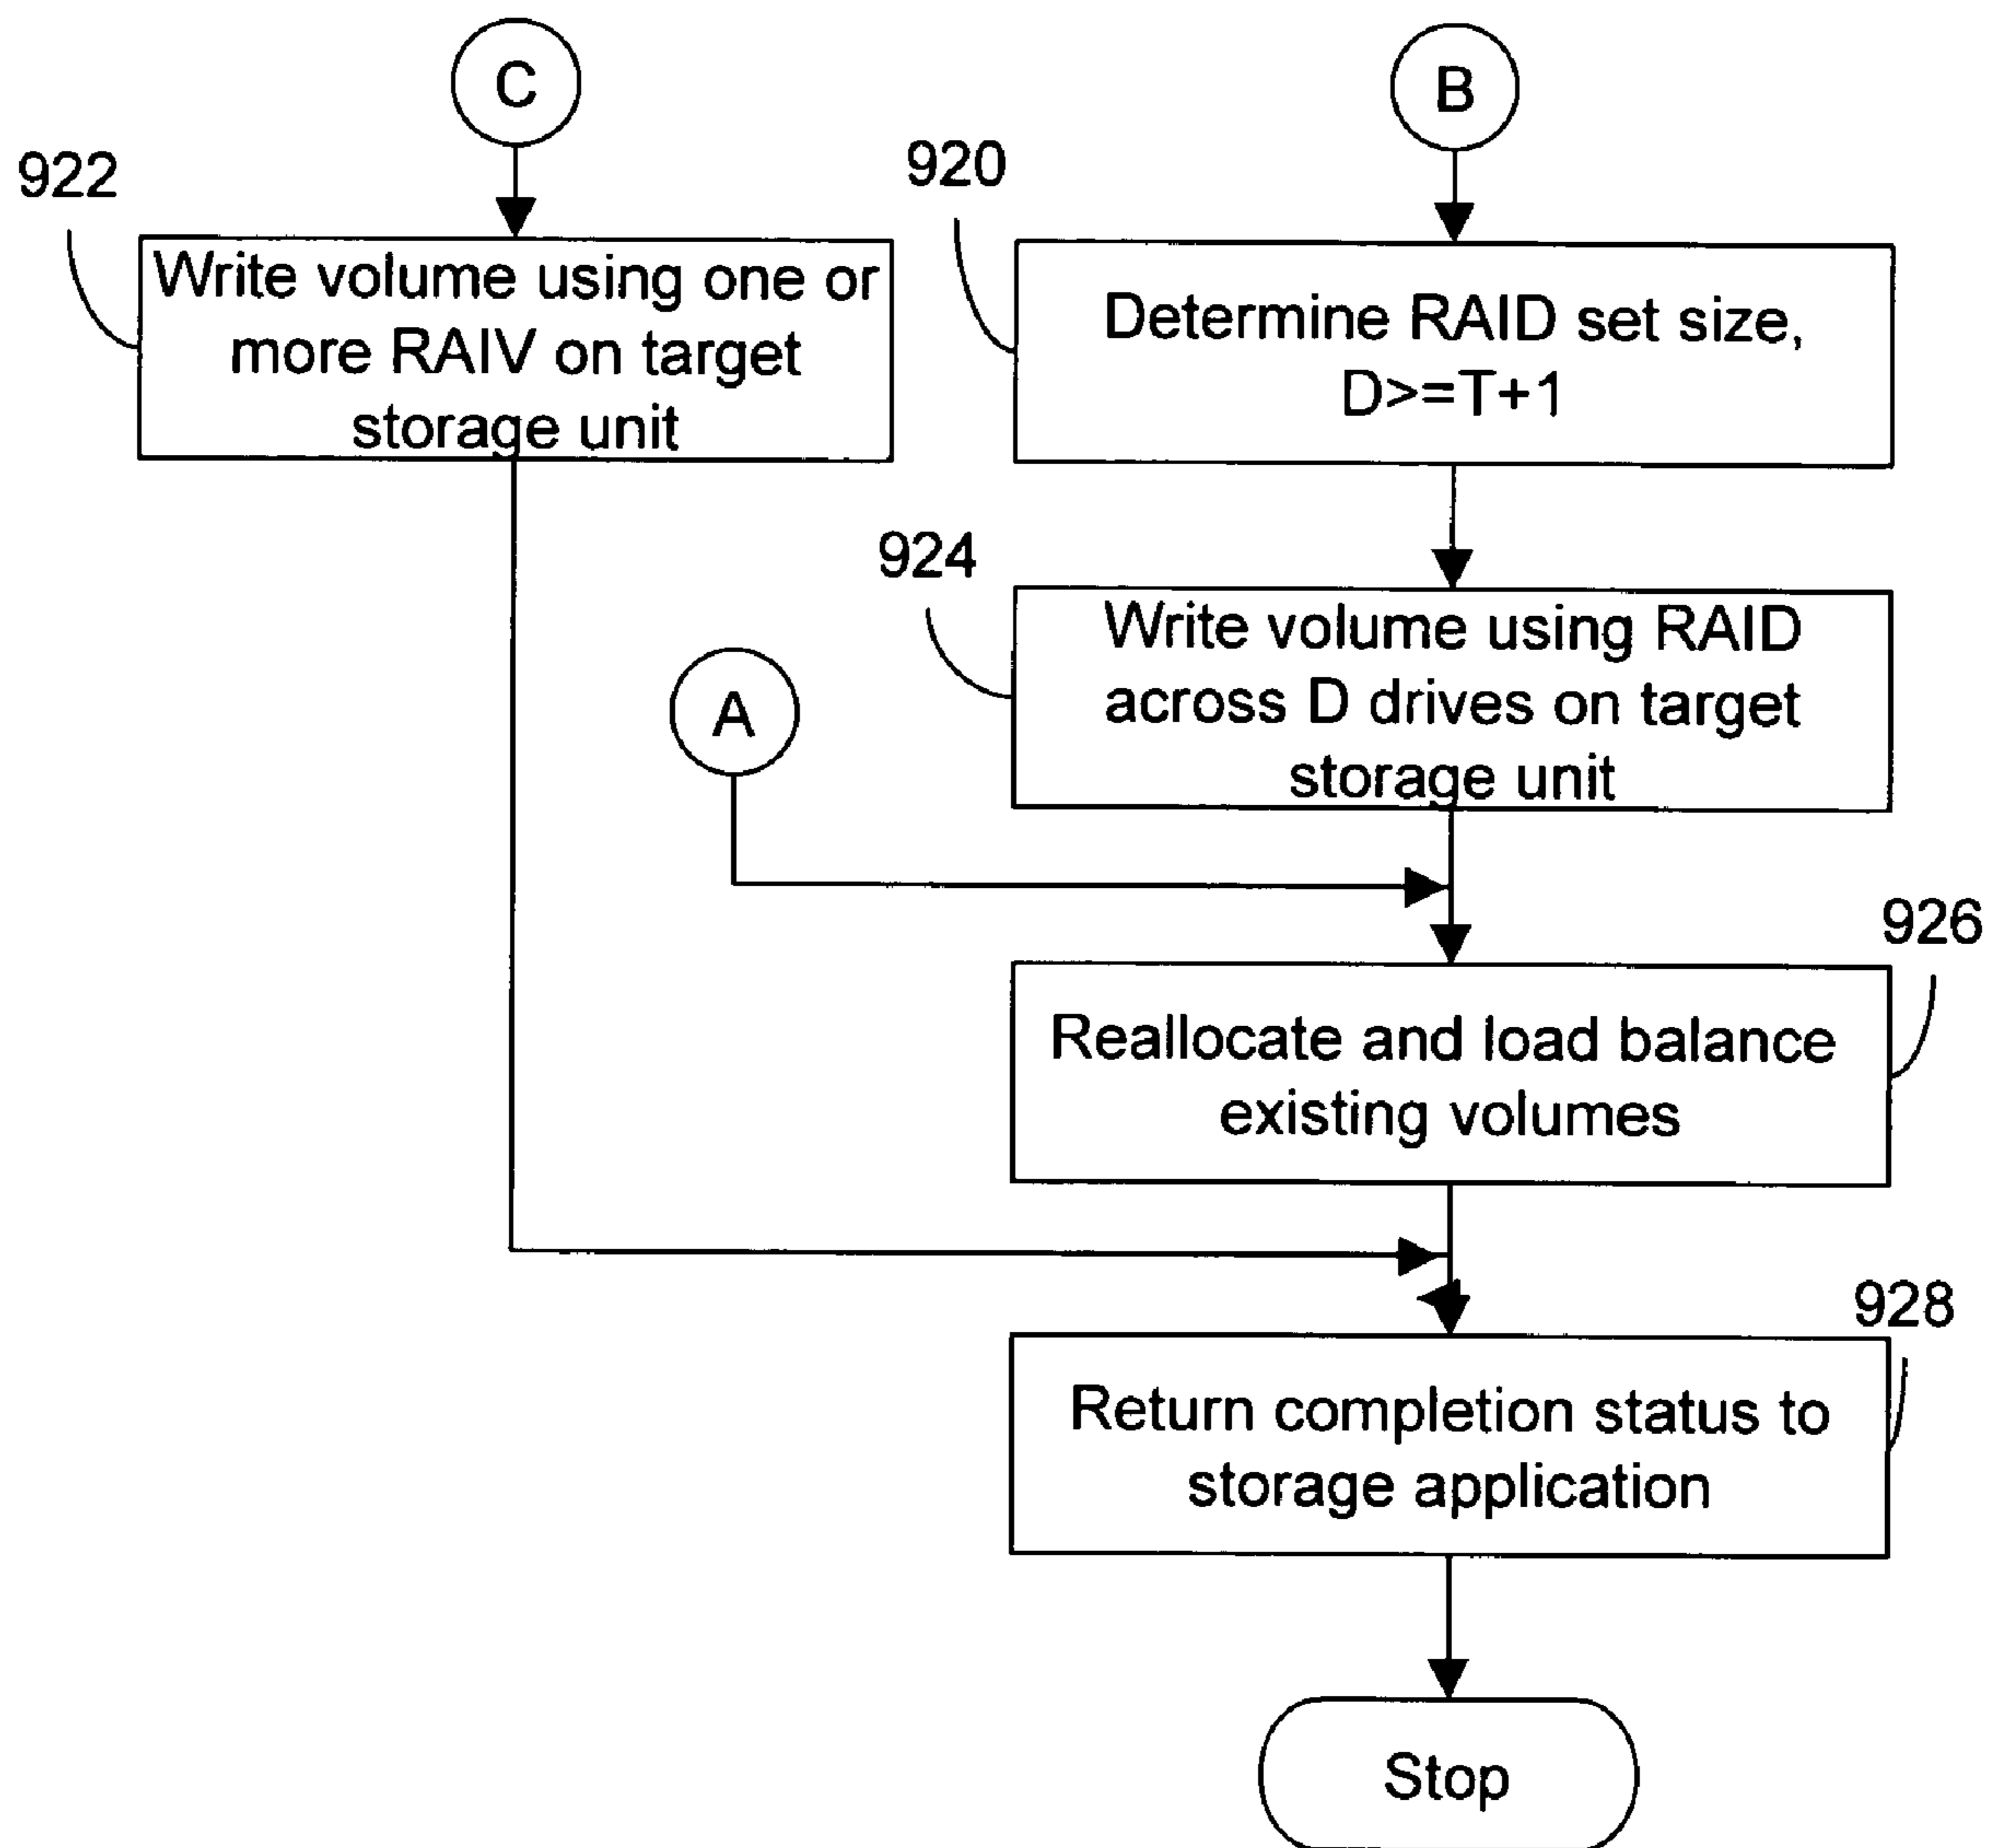 C
B
922
920
Write volume using one or
more RAIV on target
storage unit
Determine RAID set size,
D>=T+1
924
Write volume using RAID
across D drives on target
storage unit
A
926
Reallocate and load balance
existing volumes
928
Return completion status to
storage application
Stop